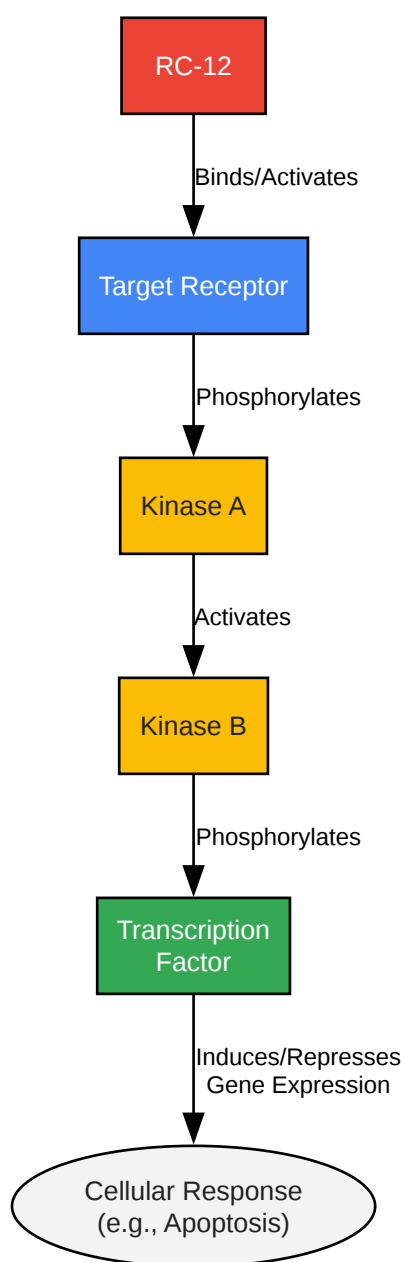 RC-12
Binds/Activates
Target Receptor
Phosphorylates
Kinase A
Activates
Kinase B
Phosphorylates
Transcription
Factor
Induces/Represses
Gene Expression
Cellular Response
(e.g., Apoptosis)